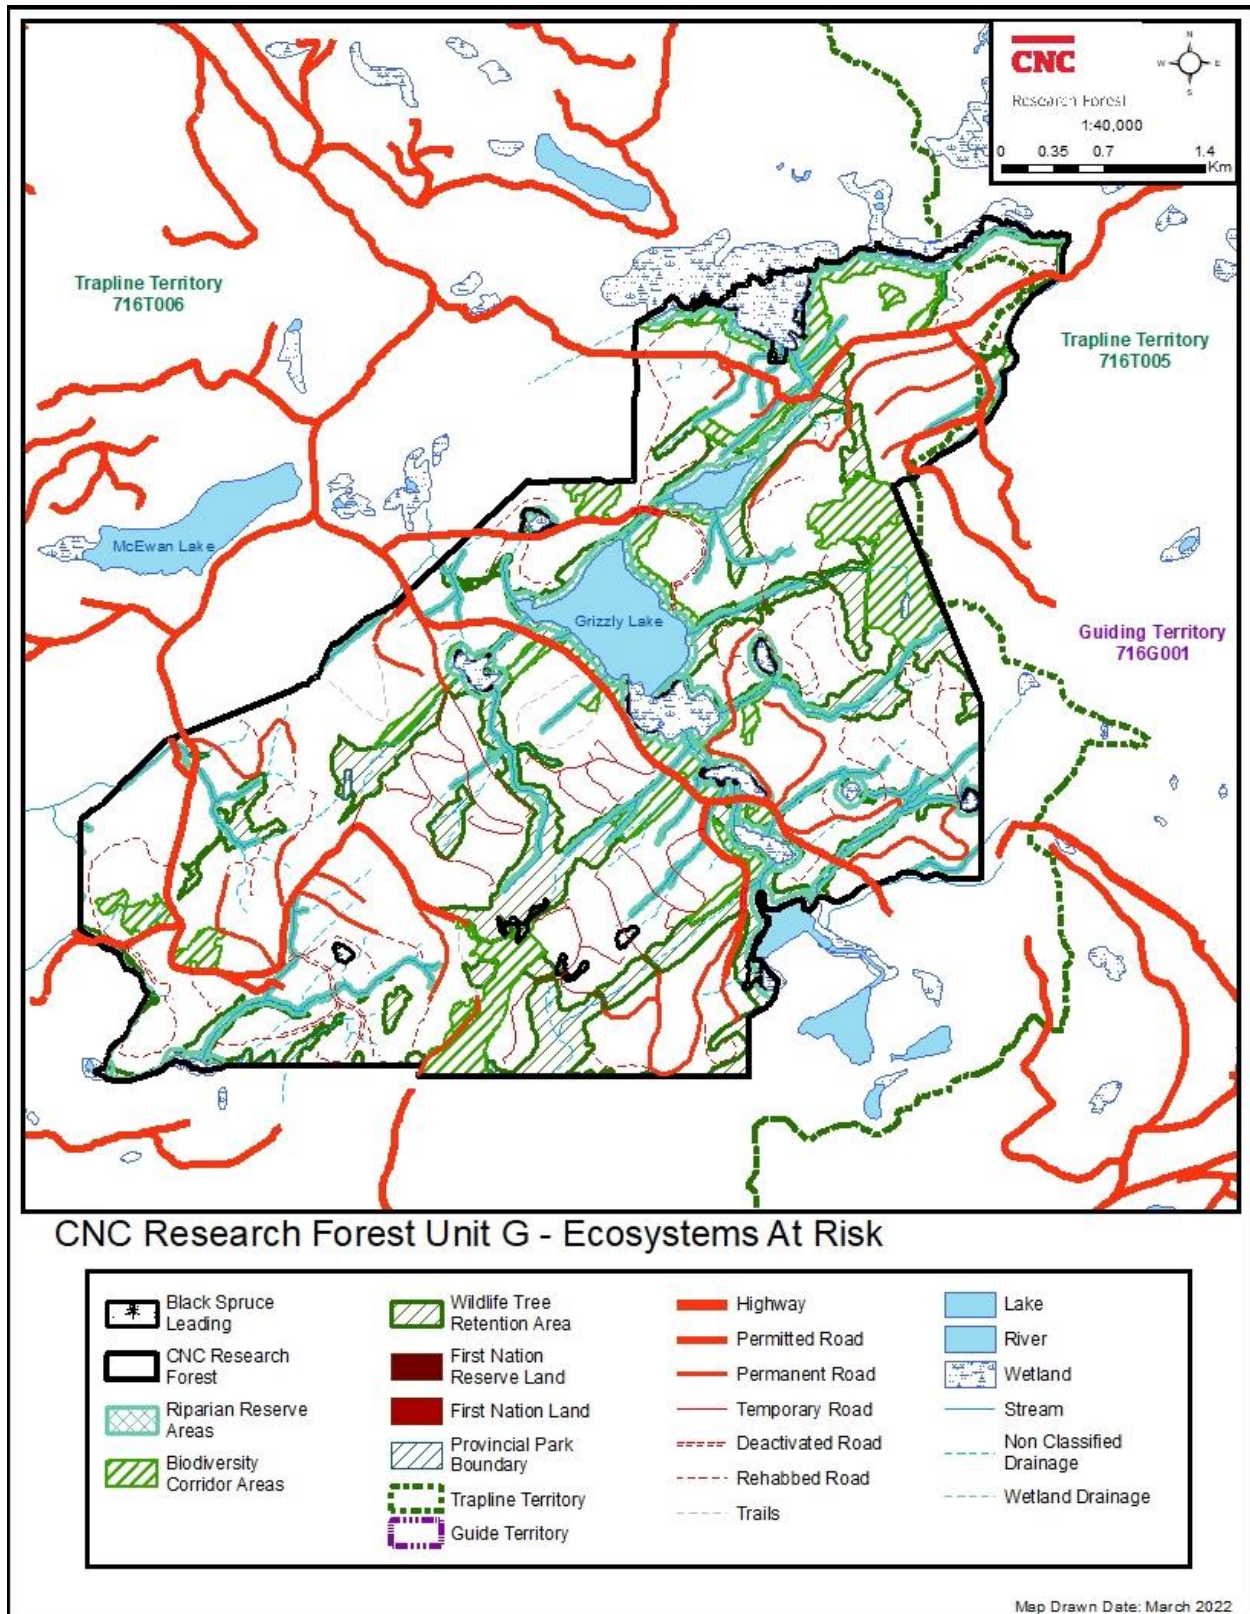 N
W E
S
CNC
Research Forest
1:40,000
0 0.35 0.7 1.4
Km
Trapline Territory
716T006
Trapline Territory
716T005
McEwan Lake
Grizzly Lake
Guiding Territory
716G001
CNC Research Forest Unit G - Ecosystems At Risk
Black Spruce
Leading
CNC Research
Forest
Riparian Reserve
Areas
Biodiversity
Corridor Areas
Wildlife Tree
Retention Area
First Nation
Reserve Land
First Nation Land
Provincial Park
Boundary
Trapline Territory
Guide Territory
Highway
Permitted Road
Permanent Road
Temporary Road
Deactivated Road
Rehabbed Road
Trails
Lake
River
Wetland
Stream
Non Classified
Drainage
Wetland Drainage
Map Drawn Date: March 2022